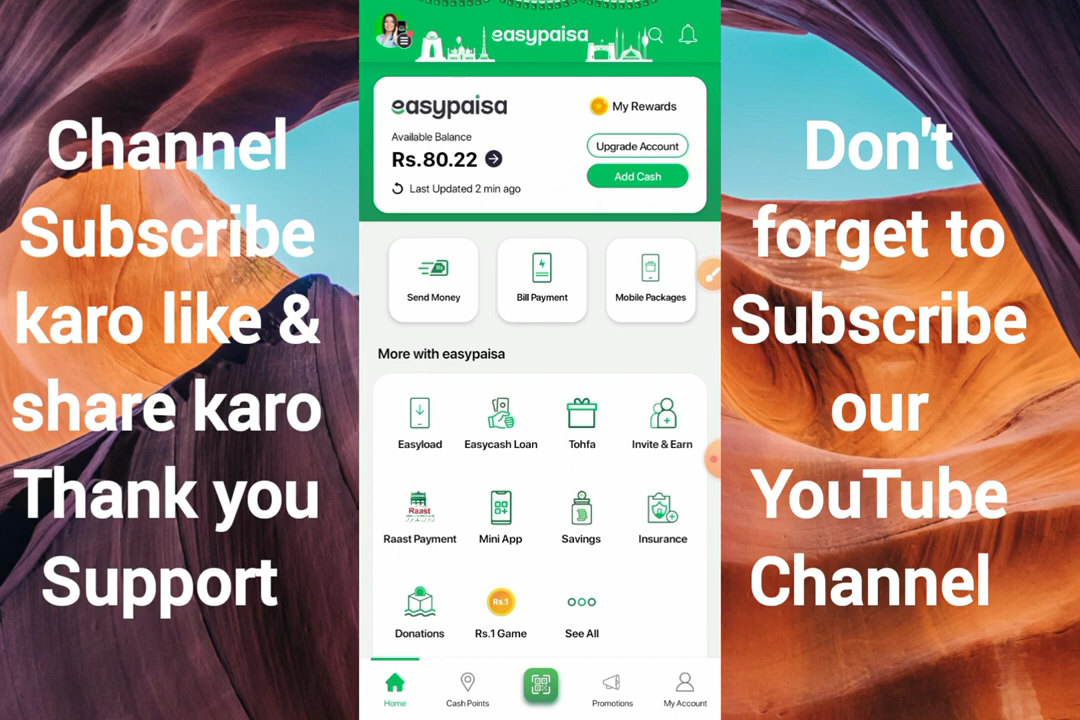 Channel
Subscribe
karo like &
share karo
Thank you
Support
easypaisa
easypaisa
My Rewards
Available Balance
Rs.80.22
Upgrade Account
Last Updated 2 min ago
Add Cash
Send Money
Bill Payment
Mobile Packages
More with easypaisa
Easyload
Easycash Loan
Tohfa
Invite & Earn
Raast
Raast Payment
Mini App
Savings
Insurance
Rs.1
Donations
Rs.1 Game
See All
Home
Cash Points
Promotions
My Account
Don't
forget to
Subscribe
our
YouTube
Channel